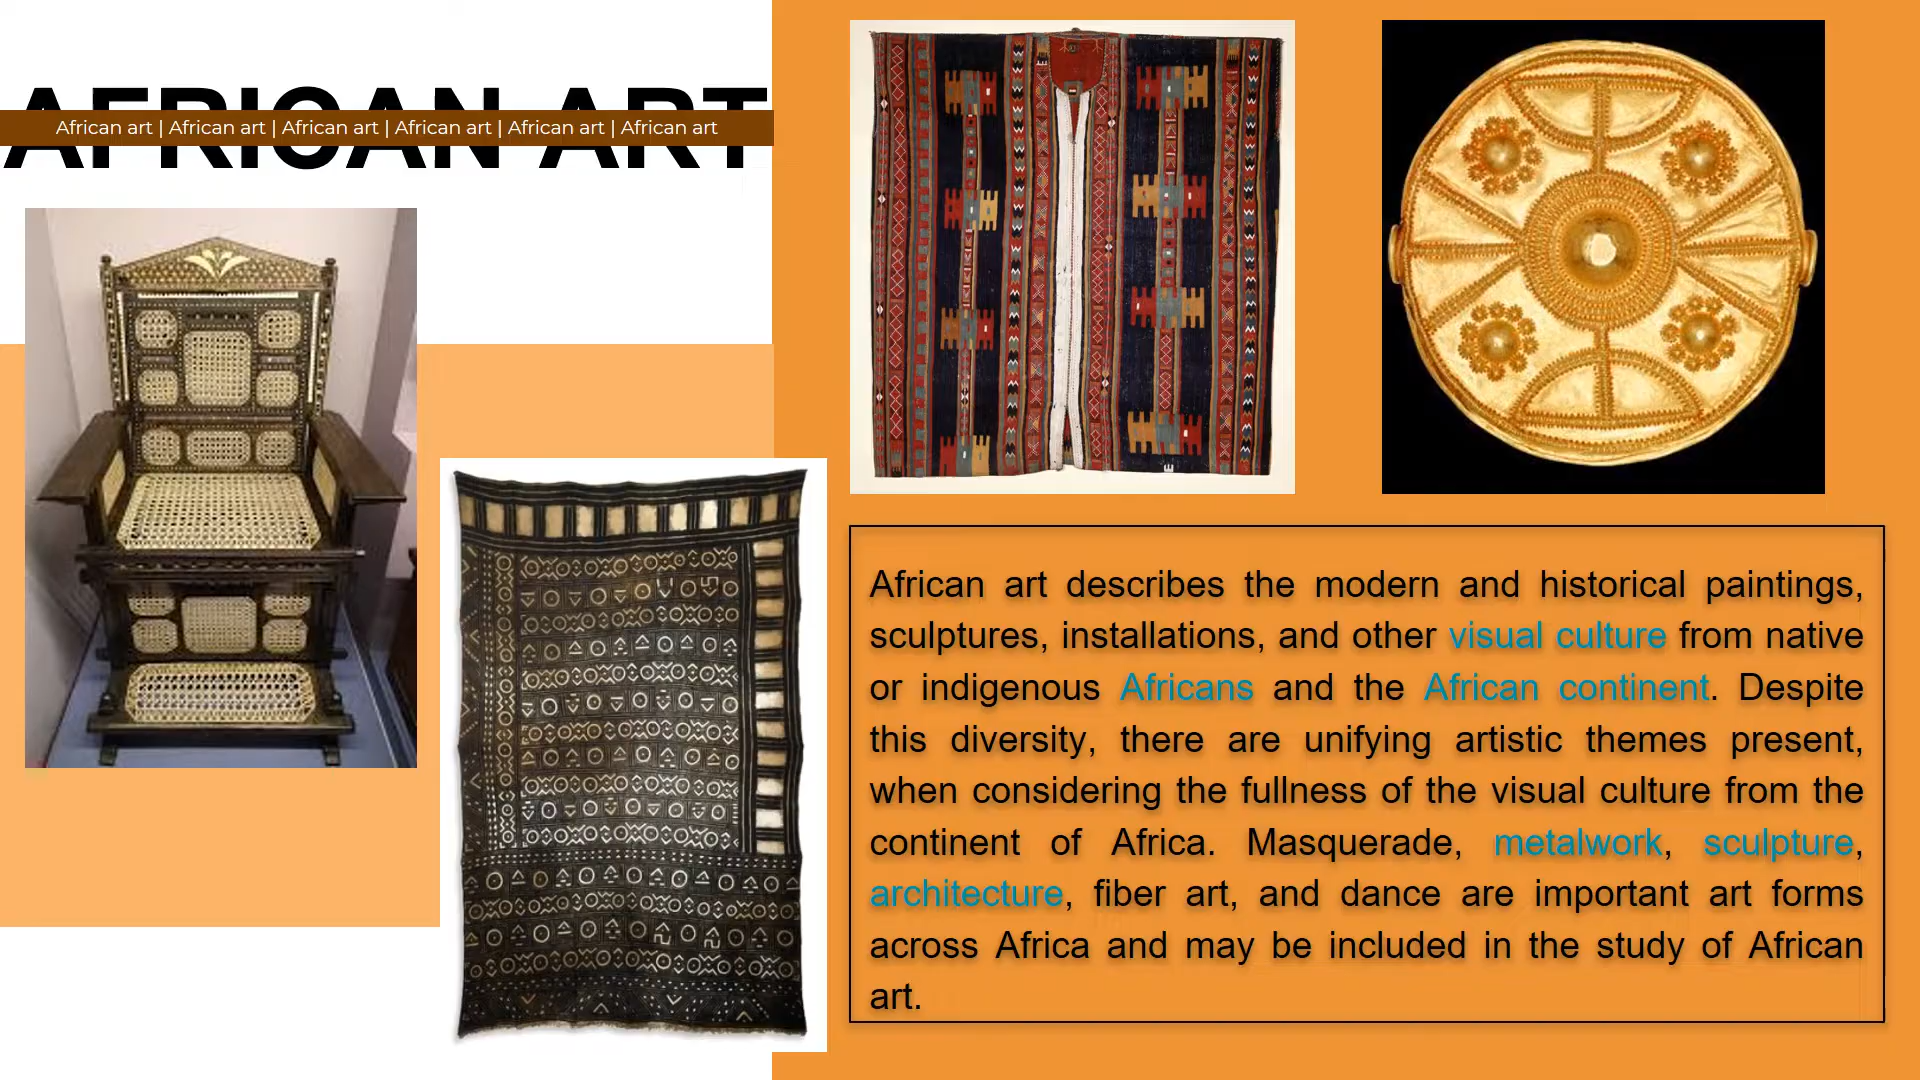 AFRICAN ART
African art | African art | African art | African art | African art | African art
African art describes the modern and historical paintings,
sculptures, installations, and other visual culture from native
or indigenous Africans and the African continent. Despite
this diversity, there are unifying artistic themes present,
when considering the fullness of the visual culture from the
continent of Africa. Masquerade, metalwork, sculpture,
architecture, fiber art, and dance are important art forms
across Africa and may be included in the study of African
art.